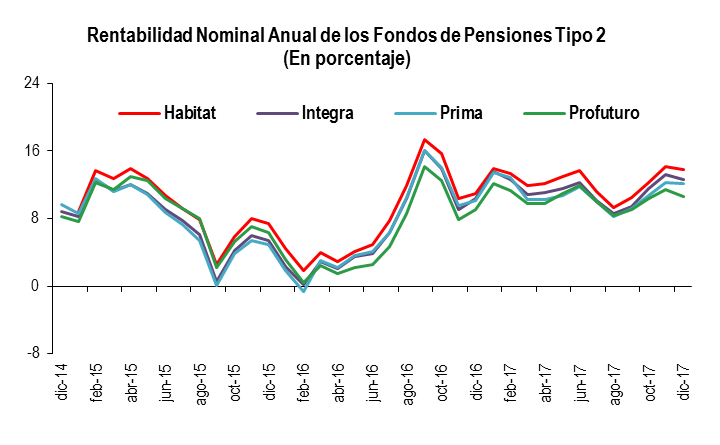 Rentabilidad Nominal Anual de los Fondos de Pensiones Tipo 2
(En porcentaje)
24
16
8
0
-8
Habitat Integra Prima Profuturo
dic-14 feb-15 abr-15 jun-15 ago-15 oct-15 dic-15 feb-16 abr-16 jun-16 ago-16 oct-16 dic-16 feb-17 abr-17 jun-17 ago-17 oct-17 dic-17